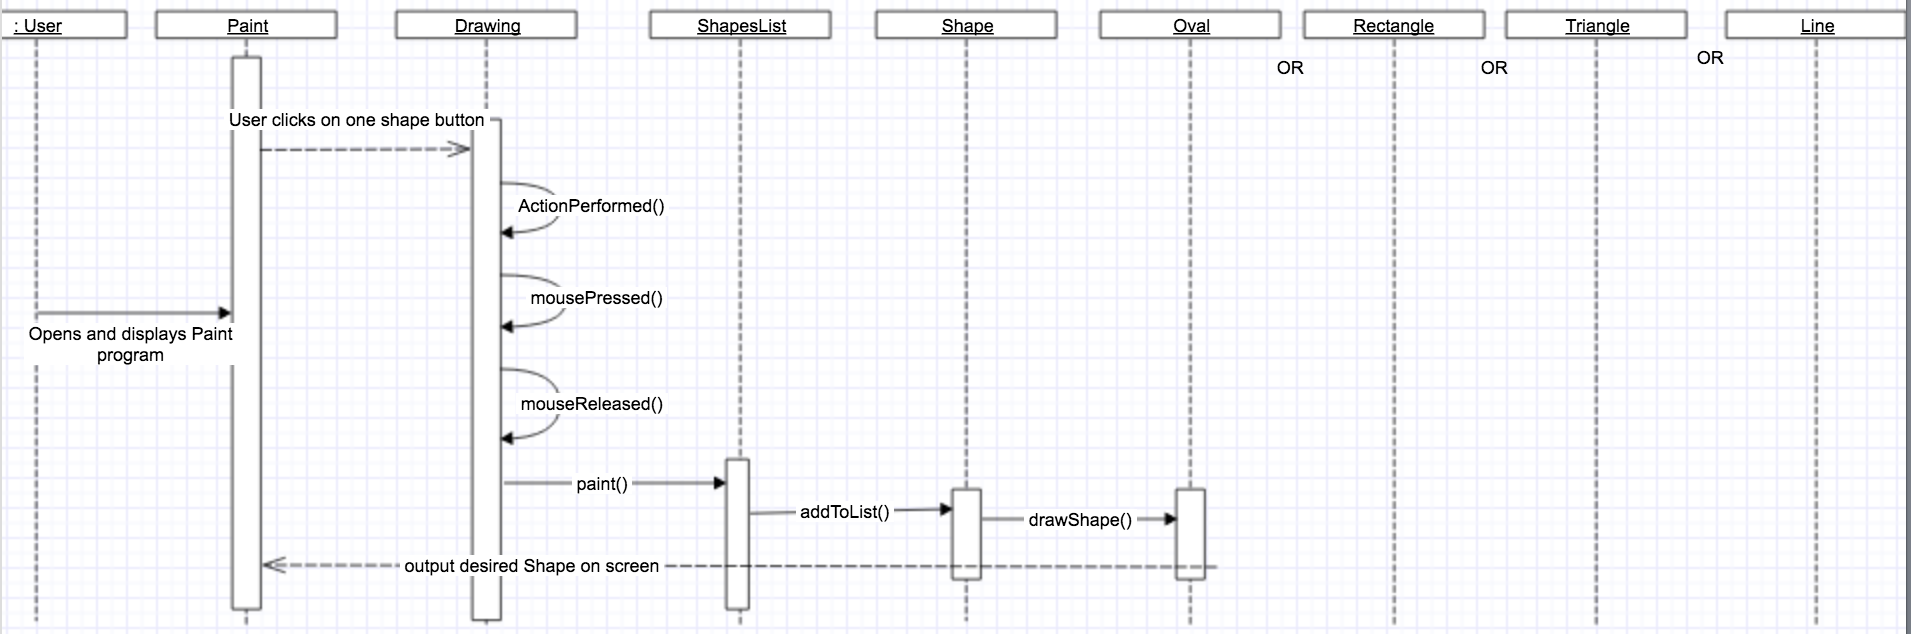 : User
Paint
Drawing
ShapesList
Shape
Oval
Rectangle
Triangle
Line
OR
OR
OR
User clicks on one shape button
ActionPerformed()
mousePressed()
Opens and displays Paint
program
mouseReleased()
paint()
addToList()
drawShape()
output desired Shape on screen